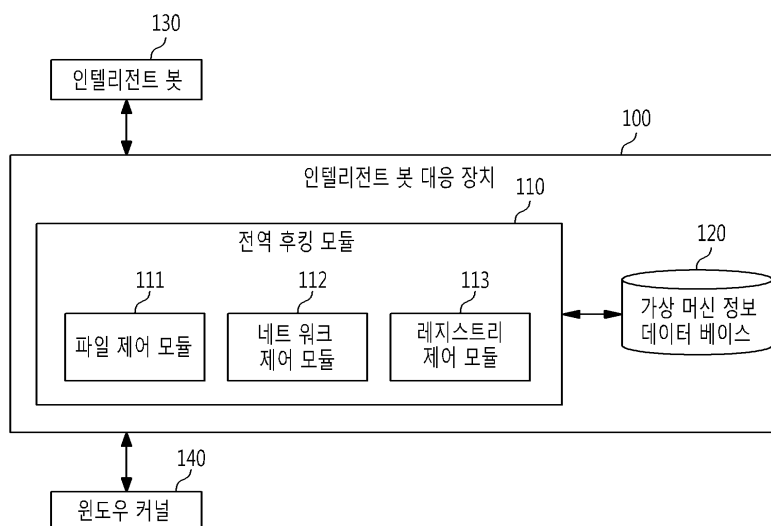 130
인텔리전트 봇
100
인텔리전트 봇 대응 장치
110
전역 후킹 모듈
120
111
112
113
가상 머신 정보
데이터 베이스
파일 제어 모듈
네트 워크
제어 모듈
레지스트리
제어 모듈
140
윈도우 커널